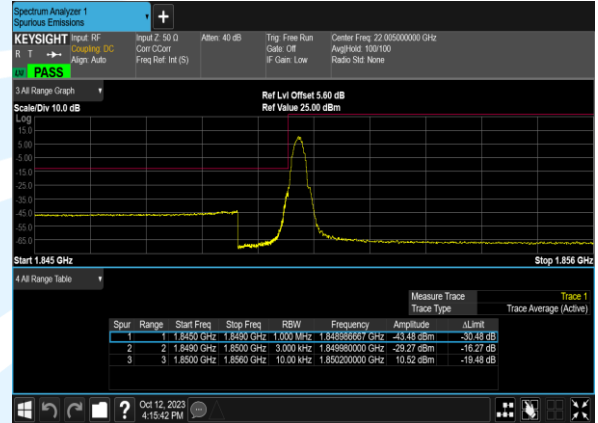 Spectrum Analyzer 1
Spurious Emissions
KEYSIGHT
R T
Input: RF
Coupling: DC
Align: Auto
Input Z: 50 Ω
Corr CCorr
Freq Ref: Int (S)
Atten: 40 dB
Trig: Free Run
Gate: Off
IF Gain: Low
Center Freq: 22.005000000 GHz
Avg|Hold: 100/100
Radio Std: None
PASS
3 All Range Graph
Scale/Div 10.0 dB
Ref Lvl Offset 5.60 dB
Ref Value 25.00 dBm
Log
15.0
5.00
-5.00
-15.0
-25.0
-35.0
-45.0
-55.0
-65.0
Start 1.845 GHz
Stop 1.856 GHz
4 All Range Table
Measure Trace Trace 1
Trace Type Trace Average (Active)
Spur Range Start Freq Stop Freq RBW Frequency Amplitude ΔLimit
1 1 1.8450 GHz 1.8490 GHz 1.000 MHz 1.848986667 GHz -43.48 dBm -30.48 dB
2 2 1.8490 GHz 1.8500 GHz 3.000 kHz 1.849980000 GHz -29.27 dBm -16.27 dB
3 3 1.8500 GHz 1.8560 GHz 10.00 kHz 1.850200000 GHz 10.52 dBm -19.48 dB
?
Oct 12, 2023
4:15:42 PM